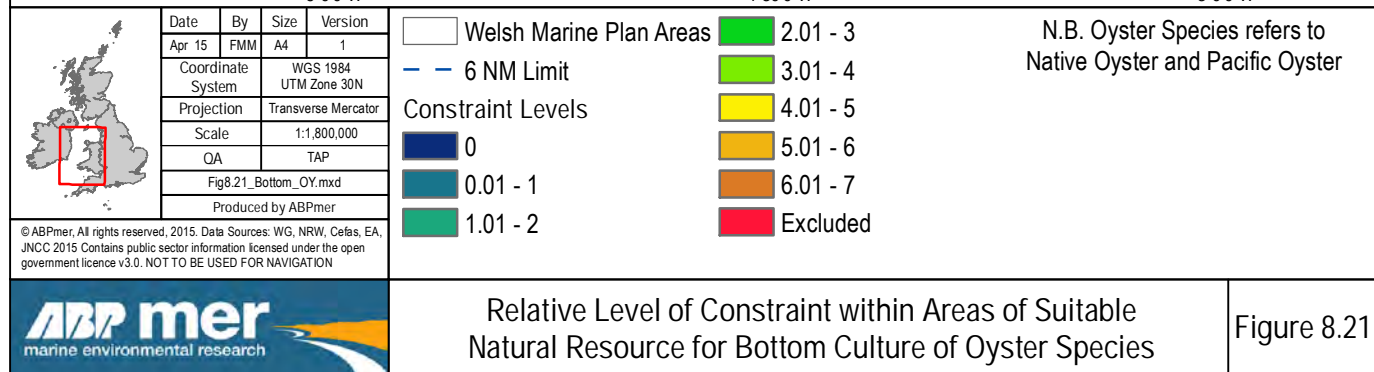 Date By Size Version
Apr 15 FMM A4 1
Coordinate System WGS 1984 UTM Zone 30N
Projection Transverse Mercator
Scale 1:1,800,000
QA TAP
Fig8.21_Bottom_OY.mxd
Produced by ABPmer
© ABPmer, All rights reserved, 2015. Data Sources: WG, NRW, Cefas, EA,
JNCC 2015 Contains public sector information licensed under the open
government licence v3.0. NOT TO BE USED FOR NAVIGATION
Welsh Marine Plan Areas
6 NM Limit
Constraint Levels
0
0.01 - 1
1.01 - 2
2.01 - 3
3.01 - 4
4.01 - 5
5.01 - 6
6.01 - 7
Excluded
N.B. Oyster Species refers to
Native Oyster and Pacific Oyster
ABP mer
marine environmental research
Relative Level of Constraint within Areas of Suitable
Natural Resource for Bottom Culture of Oyster Species
Figure 8.21